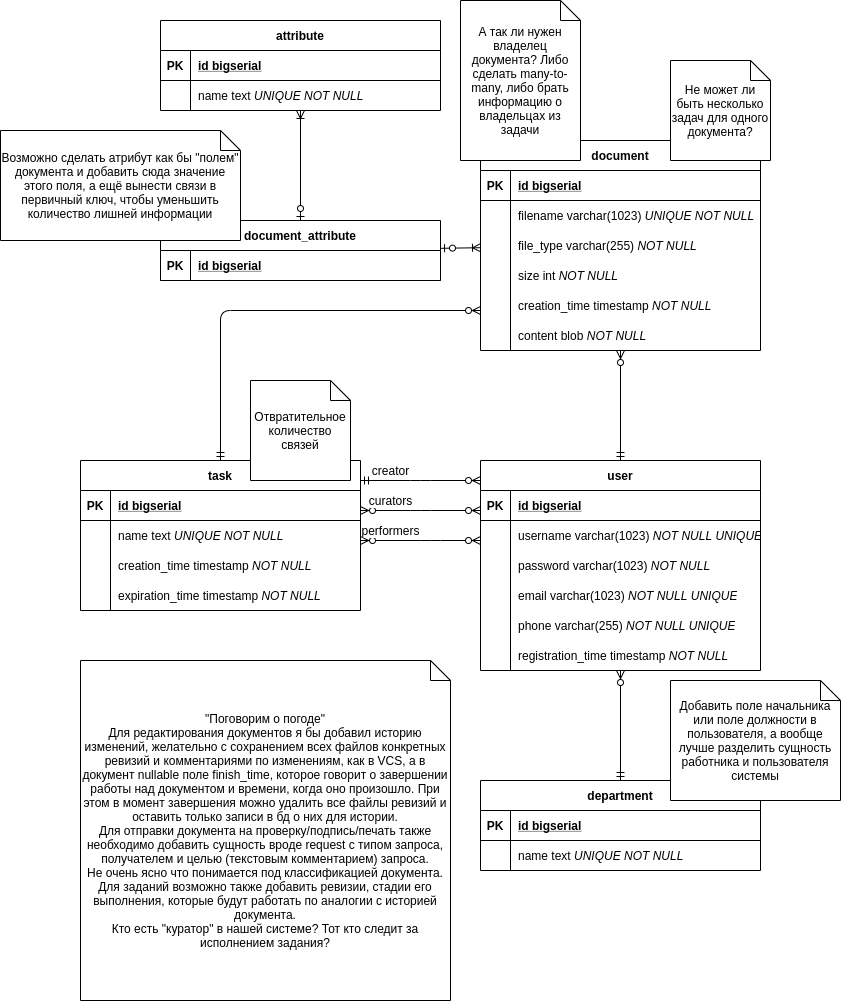 attribute
PK id bigserial
name text UNIQUE NOT NULL
А так ли нужен
владелец
документа? Либо
сделать many-to-
many, либо брать
информацию о
владельцах из
задачи
Не может ли
быть несколько
задач для одного
документа?
Возможно сделать атрибут как бы "полем"
документа и добавить сюда значение
этого поля, а ещё вынести связи в
первичный ключ, чтобы уменьшить
количество лишней информации
document
PK id bigserial
filename varchar(1023) UNIQUE NOT NULL
file_type varchar(255) NOT NULL
size int NOT NULL
creation_time timestamp NOT NULL
content blob NOT NULL
document_attribute
PK id bigserial
Отвратительное
количество
связей
task
PK id bigserial
name text UNIQUE NOT NULL
creation_time timestamp NOT NULL
expiration_time timestamp NOT NULL
creator
curators
performers
user
PK id bigserial
username varchar(1023) NOT NULL UNIQUE
password varchar(1023) NOT NULL
email varchar(1023) NOT NULL UNIQUE
phone varchar(255) NOT NULL UNIQUE
registration_time timestamp NOT NULL
"Поговорим о погоде"
Для редактирования документов я бы добавил историю
изменений, желательно с сохранением всех файлов конкретных
ревизий и комментариями по изменениям, как в VCS, а в
документ nullable поле finish_time, которое говорит о завершении
работы над документом и времени, когда оно произошло. При
этом в момент завершения можно удалить все файлы ревизий и
оставить только записи в бд о них для истории.
Для отправки документа на проверку/подпись/печать также
необходимо добавить сущность вроде request с типом запроса,
получателем и целью (текстовым комментарием) запроса.
Не очень ясно что понимается под классификацией документа.
Для заданий возможно также добавить ревизии, стадии его
выполнения, которые будут работать по аналогии с историей
документа.
Кто есть "куратор" в нашей системе? Тот кто следит за
исполнением задания?
Добавить поле начальника
или поле должности в
пользователя, а вообще
лучше разделить сущность
работника и пользователя
системы
department
PK id bigserial
name text UNIQUE NOT NULL